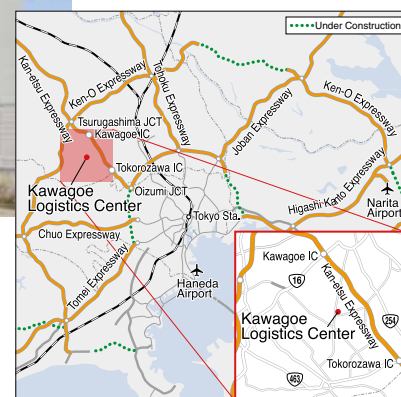 Under Construction
Kan-etsu Expressway
Ken-O Expressway
Tohoku Expressway
Ken-O Expressway
Joban Expressway
Tsurugashima JCT
Kawagoe IC
Tokorozawa IC
Kawagoe
Logistics Center
Oizumi JCT
Tokyo Sta.
Higashi-Kanto Expressway
Narita
Airport
Chuo Expressway
Tomei Expressway
Haneda
Airport
Kawagoe IC
16
Kan-etsu Expressway
Kawagoe
Logistics Center
254
Tokorozawa IC
463